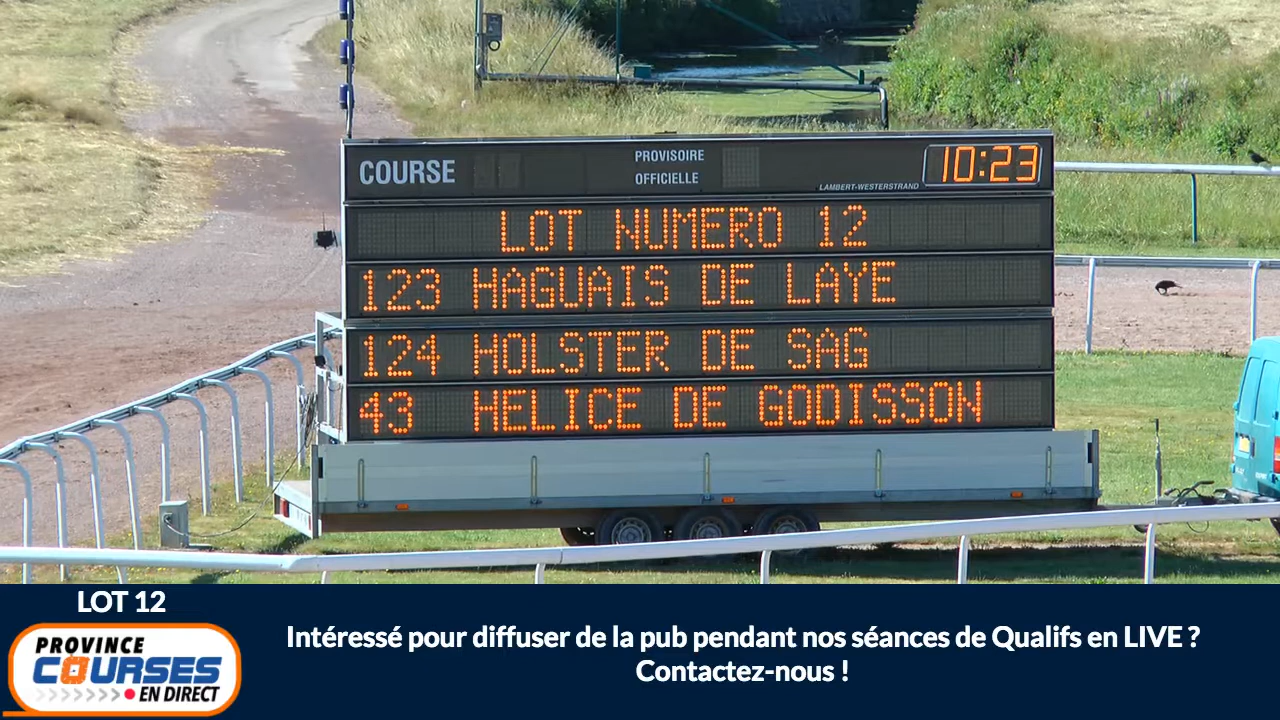 COURSE
PROVISOIRE
OFFICIELLE
LAMBERT-WESTERSTRAND
10:23
LOT NUMERO 12
123 HAGUAIS DE LAYE
124 HOLSTER DE SAG
43 HELICE DE GODISSON
LOT 12
PROVINCE
COURSES
EN DIRECT
Intéressé pour diffuser de la pub pendant nos séances de Qualifs en LIVE ?
Contactez-nous !